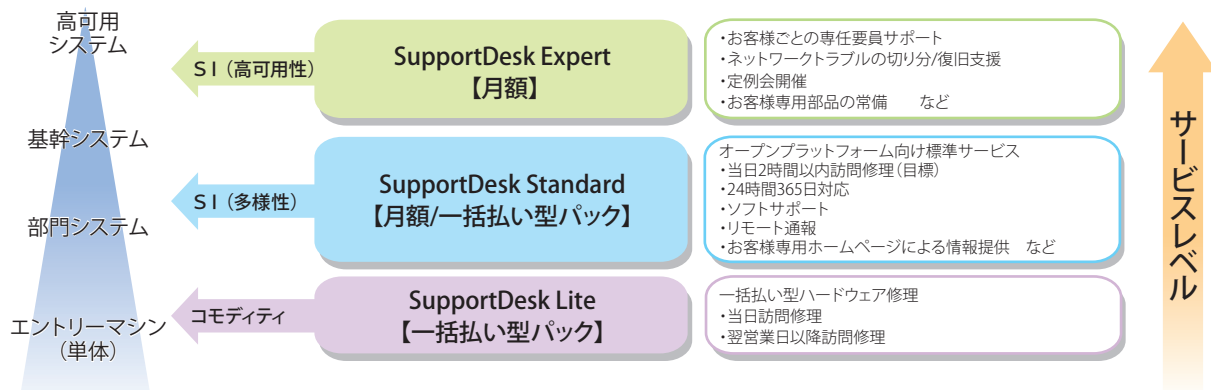 高可用
システム
基幹システム
部門システム
エントリーマシン
(単体)
SI(高可用性)
SupportDesk Expert
【月額】
・お客様ごとの専任要員サポート
・ネットワークトラブルの切り分/復旧支援
・定例会開催
・お客様専用部品の常備　など
SI(多様性)
SupportDesk Standard
【月額/一括払い型パック】
オープンプラットフォーム向け標準サービス
・当日2時間以内訪問修理(目標)
・24時間365日対応
・ソフトサポート
・リモート通報
・お客様専用ホームページによる情報提供　など
コモディティ
SupportDesk Lite
【一括払い型パック】
一括払い型ハードウェア修理
・当日訪問修理
・翌営業日以降訪問修理
サービスレベル